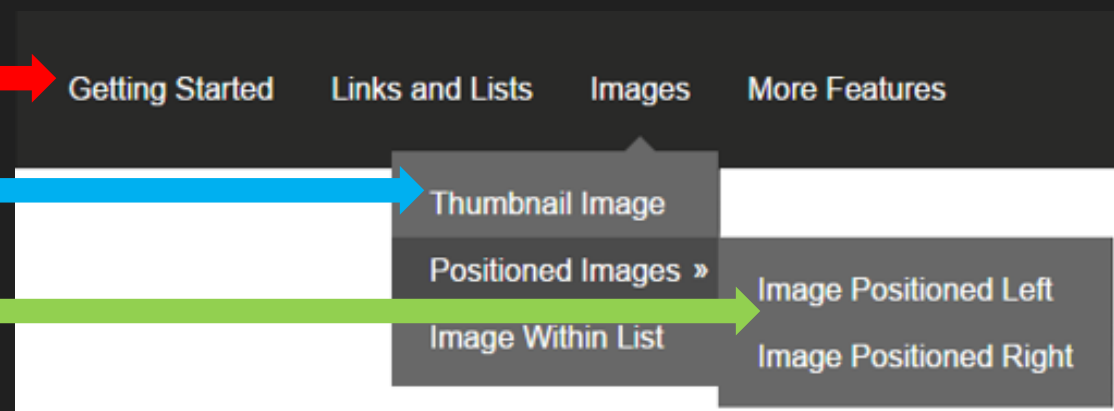 Getting Started Links and Lists Images More Features
Thumbnail Image
Positioned Images »
Image Within List
Image Positioned Left
Image Positioned Right